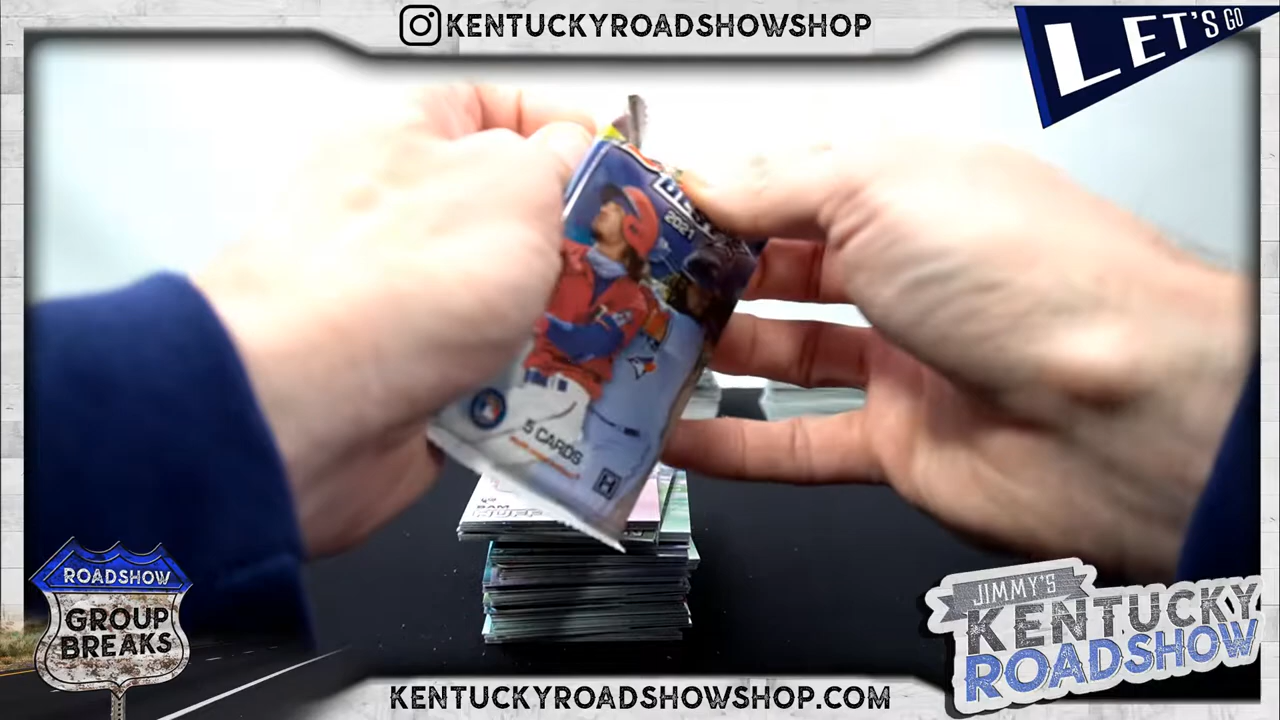 KENTUCKYROADSHOWSHOP
LET'S GO
2021
5 CARDS
H
ROADSHOW
GROUP
BREAKS
JIMMY'S
KENTUCKY
ROADSHOW
KENTUCKYROADSHOWSHOP.COM